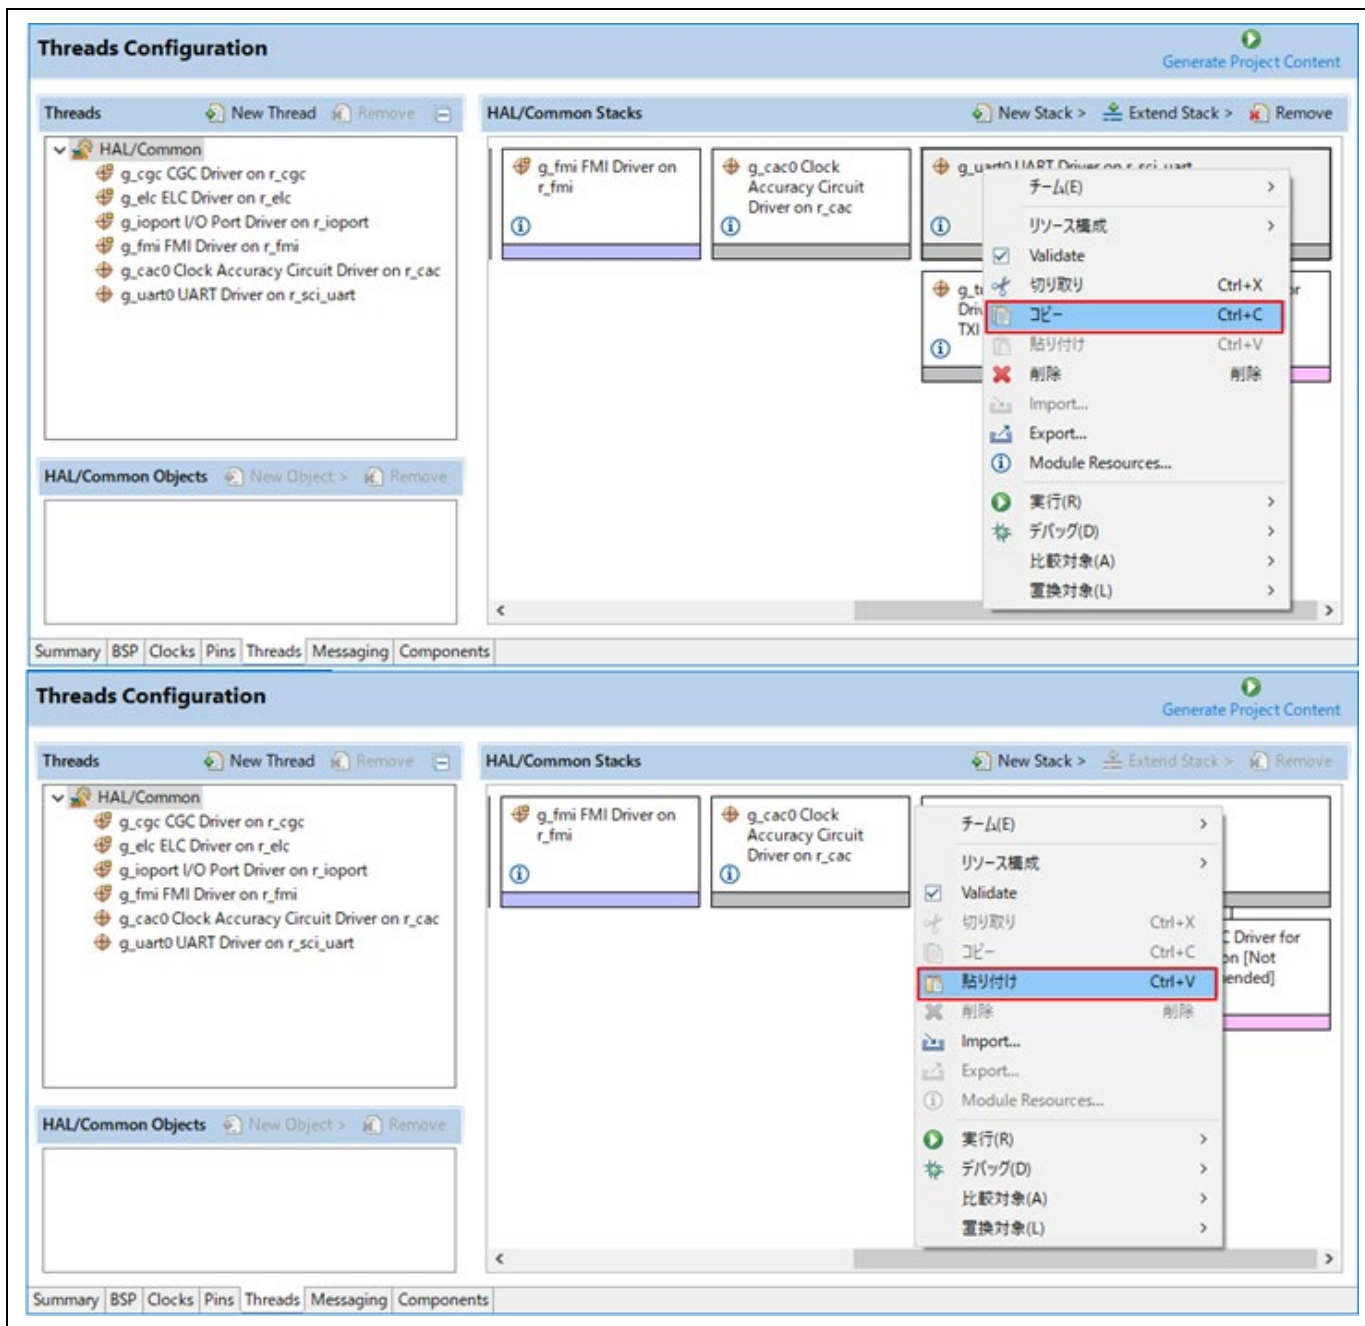 Threads Configuration
Generate Project Content
Threads
New Thread
Remove
HAL/Common
g_cgc CGC Driver on r_cgc
g_elc ELC Driver on r_elc
g_ioport I/O Port Driver on r_ioport
g_fmi FMI Driver on r_fmi
g_cac0 Clock Accuracy Circuit Driver on r_cac
g_uart0 UART Driver on r_sci_uart
HAL/Common Objects
New Object >
Remove
HAL/Common Stacks
New Stack >
Extend Stack >
Remove
g_fmi FMI Driver on
r_fmi
g_cac0 Clock
Accuracy Circuit
Driver on r_cac
g_uart0 UART Driver on r_sci_uart
TXI
チーム(E)
リソース構成
Validate
切り取り Ctrl+X
コピー Ctrl+C
貼り付け Ctrl+V
削除 削除
Import...
Export...
Module Resources...
実行(R)
デバッグ(D)
比較対象(A)
置換対象(L)
Summary BSP Clocks Pins Threads Messaging Components
Threads Configuration
Generate Project Content
Threads
New Thread
Remove
HAL/Common
g_cgc CGC Driver on r_cgc
g_elc ELC Driver on r_elc
g_ioport I/O Port Driver on r_ioport
g_fmi FMI Driver on r_fmi
g_cac0 Clock Accuracy Circuit Driver on r_cac
g_uart0 UART Driver on r_sci_uart
HAL/Common Objects
New Object >
Remove
HAL/Common Stacks
New Stack >
Extend Stack >
Remove
g_fmi FMI Driver on
r_fmi
g_cac0 Clock
Accuracy Circuit
Driver on r_cac
Driver for
[Not
チーム(E)
リソース構成
Validate
切り取り Ctrl+X
コピー Ctrl+C
貼り付け Ctrl+V
削除 削除
Import...
Export...
Module Resources...
実行(R)
デバッグ(D)
比較対象(A)
置換対象(L)
Summary BSP Clocks Pins Threads Messaging Components